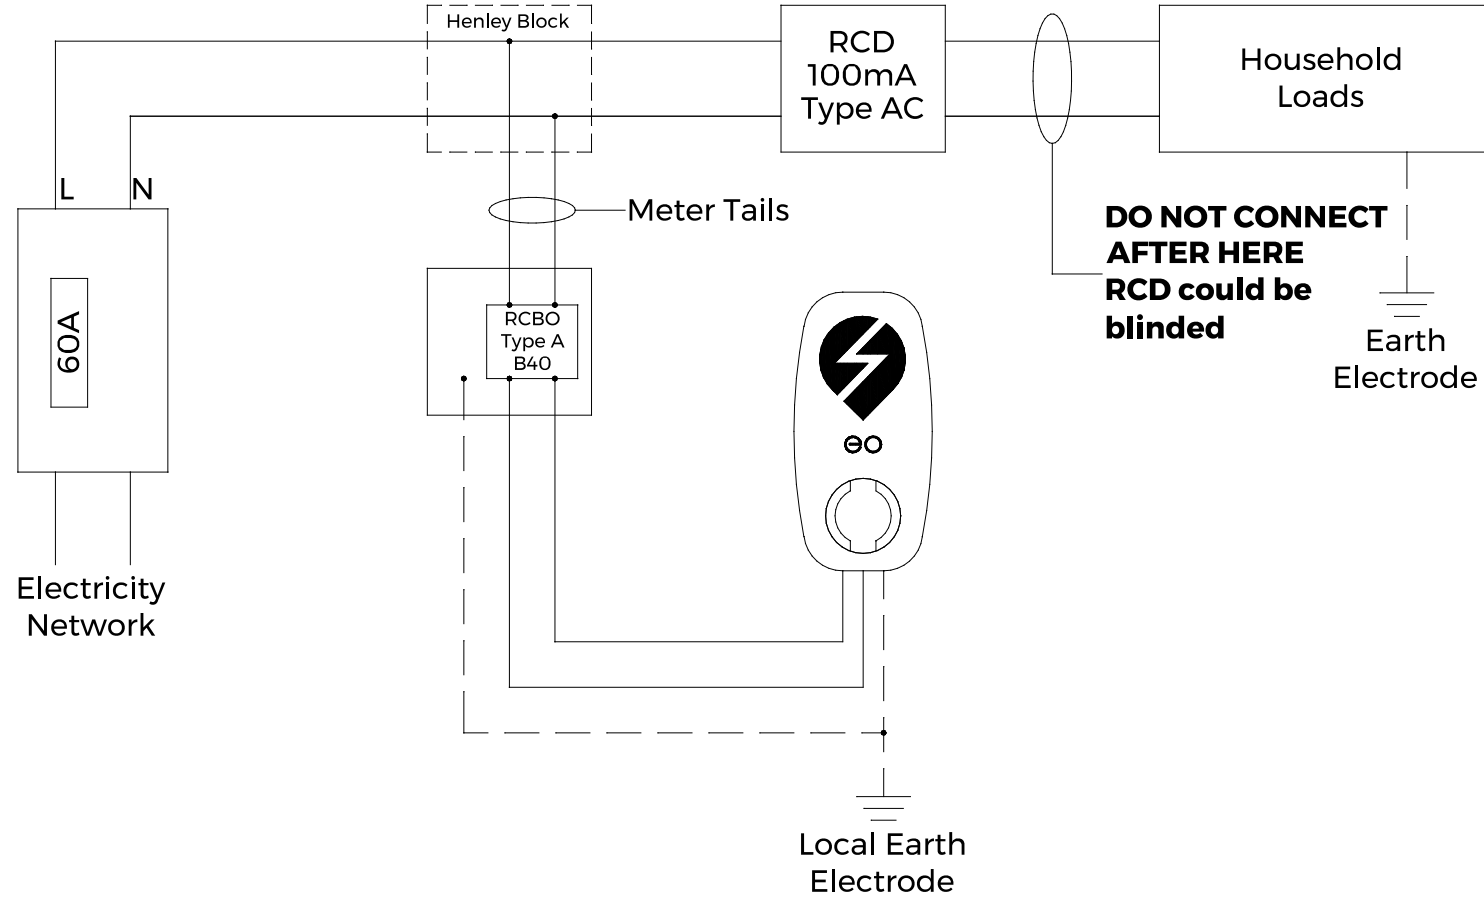 Henley Block
RCD
100mA
Type AC
Household
Loads
L
N
Meter Tails
DO NOT CONNECT
AFTER HERE
RCD could be
blinded
60A
RCBO
Type A
B40
Earth
Electrode
eo
Electricity
Network
Local Earth
Electrode